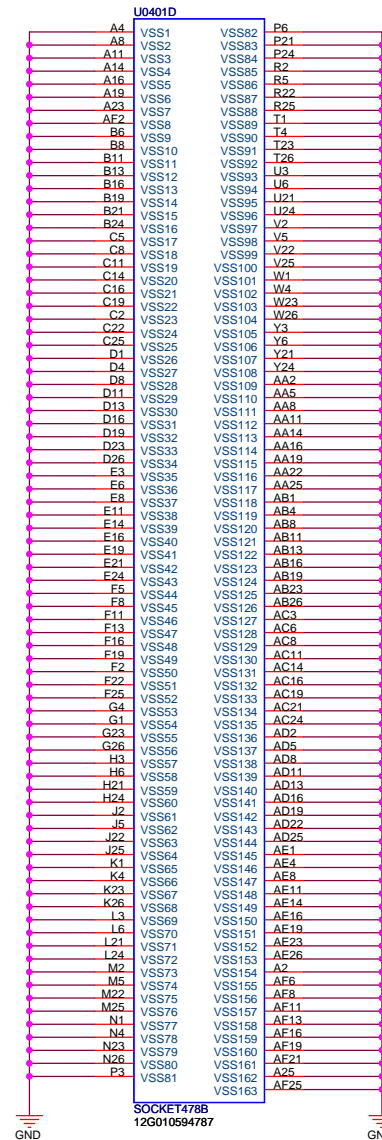 U0401D
A4 VSS1 VSS82 P6
A8 VSS2 VSS83 P21
A11 VSS3 VSS84 P24
A14 VSS4 VSS85 R2
A16 VSS5 VSS86 R5
A19 VSS6 VSS87 R22
A23 VSS7 VSS88 R25
AF2 VSS8 VSS89 T1
B6 VSS9 VSS90 T4
B8 VSS10 VSS91 T23
B11 VSS11 VSS92 T26
B13 VSS12 VSS93 U3
B16 VSS13 VSS94 U6
B19 VSS14 VSS95 U21
B21 VSS15 VSS96 U24
B24 VSS16 VSS97 V2
C5 VSS17 VSS98 V5
C8 VSS18 VSS99 V22
C11 VSS19 VSS100 V25
C14 VSS20 VSS101 W1
C16 VSS21 VSS102 W4
C19 VSS22 VSS103 W23
C2 VSS23 VSS104 W26
C22 VSS24 VSS105 Y3
C25 VSS25 VSS106 Y6
D1 VSS26 VSS107 Y21
D4 VSS27 VSS108 Y24
D8 VSS28 VSS109 AA2
D11 VSS29 VSS110 AA5
D13 VSS30 VSS111 AA8
D16 VSS31 VSS112 AA11
D19 VSS32 VSS113 AA14
D23 VSS33 VSS114 AA16
D26 VSS34 VSS115 AA19
E3 VSS35 VSS116 AA22
E6 VSS36 VSS117 AA25
E8 VSS37 VSS118 AB1
E11 VSS38 VSS119 AB4
E14 VSS39 VSS120 AB8
E16 VSS40 VSS121 AB11
E19 VSS41 VSS122 AB13
E21 VSS42 VSS123 AB16
E24 VSS43 VSS124 AB19
F5 VSS44 VSS125 AB23
F8 VSS45 VSS126 AB26
F11 VSS46 VSS127 AC3
F13 VSS47 VSS128 AC6
F16 VSS48 VSS129 AC8
F19 VSS49 VSS130 AC11
F2 VSS50 VSS131 AC14
F22 VSS51 VSS132 AC16
F25 VSS52 VSS133 AC19
G4 VSS53 VSS134 AC21
G1 VSS54 VSS135 AC24
G23 VSS55 VSS136 AD2
G26 VSS56 VSS137 AD5
H3 VSS57 VSS138 AD8
H6 VSS58 VSS139 AD11
H21 VSS59 VSS140 AD13
H24 VSS60 VSS141 AD16
J2 VSS61 VSS142 AD19
J5 VSS62 VSS143 AD22
J22 VSS63 VSS144 AD25
J25 VSS64 VSS145 AE1
K1 VSS65 VSS146 AE4
K4 VSS66 VSS147 AE8
K23 VSS67 VSS148 AE11
K26 VSS68 VSS149 AE14
L3 VSS69 VSS150 AE16
L6 VSS70 VSS151 AE19
L21 VSS71 VSS152 AE23
L24 VSS72 VSS153 AE26
M2 VSS73 VSS154 A2
M5 VSS74 VSS155 AF6
M22 VSS75 VSS156 AF8
M25 VSS76 VSS157 AF11
N1 VSS77 VSS158 AF13
N4 VSS78 VSS159 AF16
N23 VSS79 VSS160 AF19
N26 VSS80 VSS161 AF21
P3 VSS81 VSS162 A25
VSS163 AF25
SOCKET478B
12G010594787
GND GN